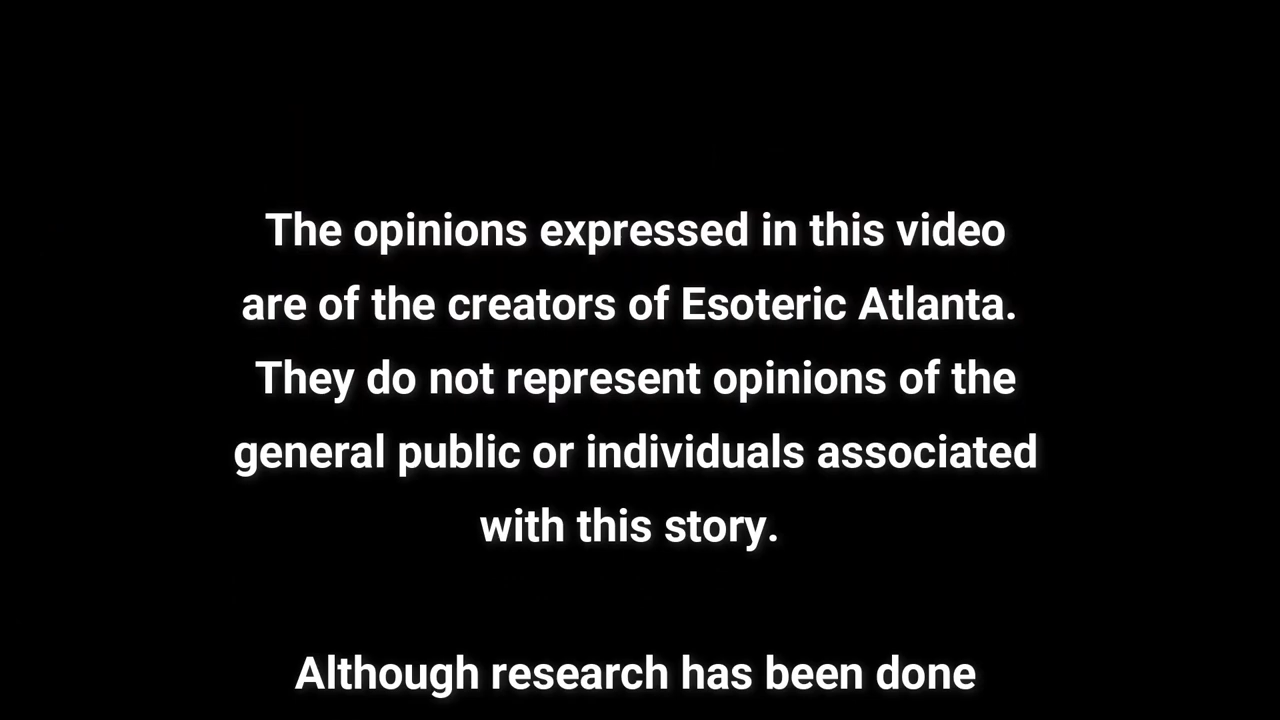 The opinions expressed in this video
are of the creators of Esoteric Atlanta.
They do not represent opinions of the
general public or individuals associated
with this story.
Although research has been done